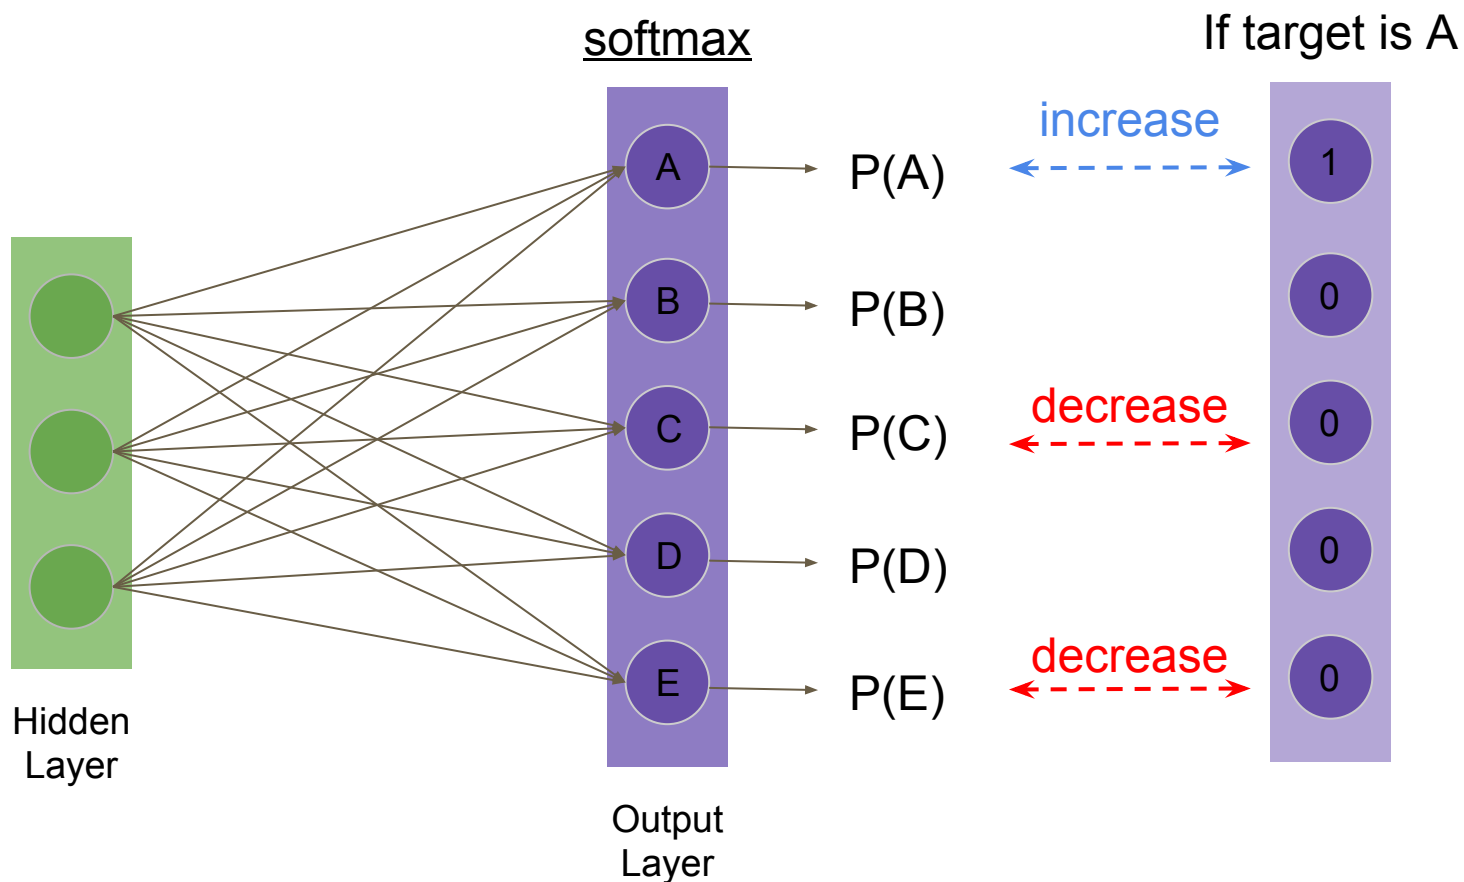 softmax
If target is A
increase
A
P(A)
1
B
P(B)
0
decrease
C
P(C)
0
D
P(D)
0
decrease
E
P(E)
0
Hidden
Layer
Output
Layer